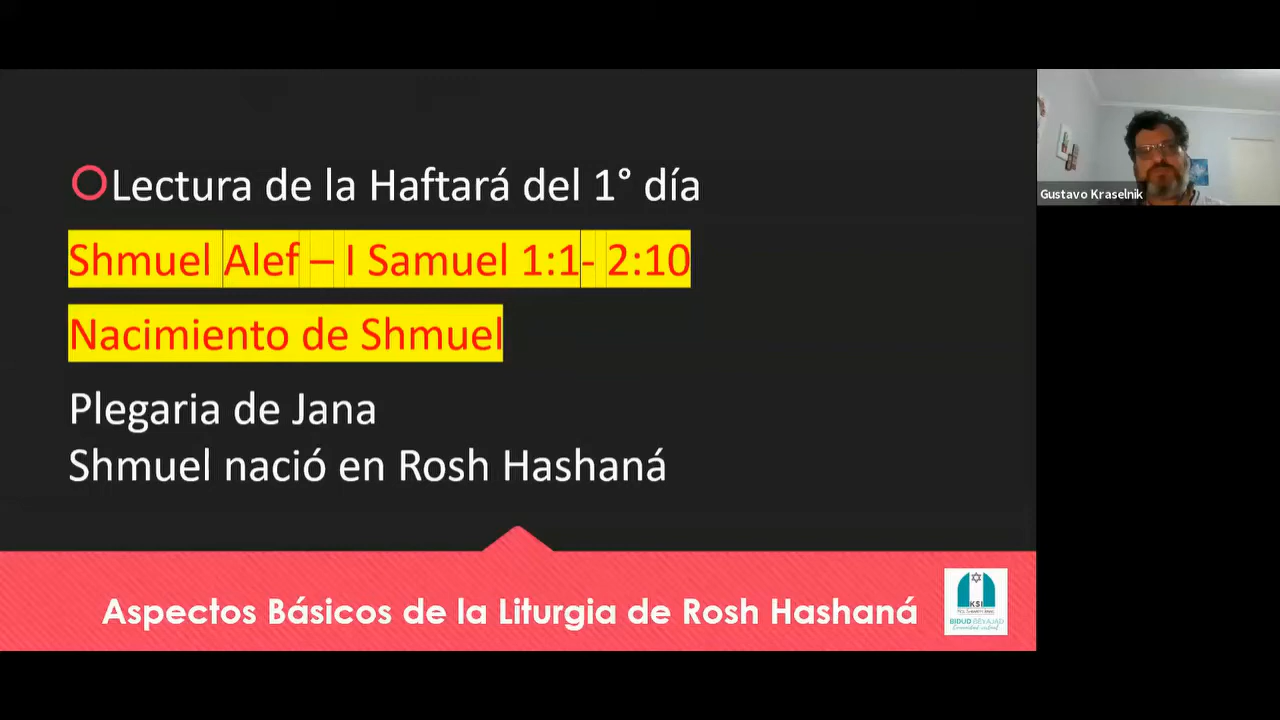 Lectura de la Haftará del 1° día
Shmuel Alef – I Samuel 1:1- 2:10
Nacimiento de Shmuel
Plegaria de Jana
Shmuel nació en Rosh Hashaná
Aspectos Básicos de la Liturgia de Rosh Hashaná
KSI
Gustavo Kraselnik